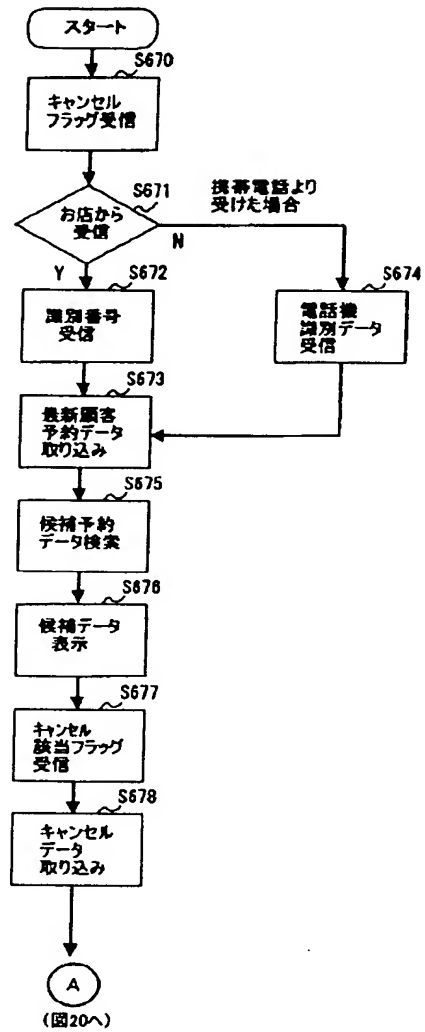 スタート
S670
キャンセル
フラッグ受信
S671
お店から
受信
携帯電話より
受けた場合
N
Y
S672
識別番号
受信
S674
電話機
識別データ
受信
S673
最新顧客
予約データ
取り込み
S675
候補予約
データ検索
S676
候補データ
表示
S677
キャンセル
該当フラッグ
受信
S678
キャンセル
データ
取り込み
A
(図20へ)